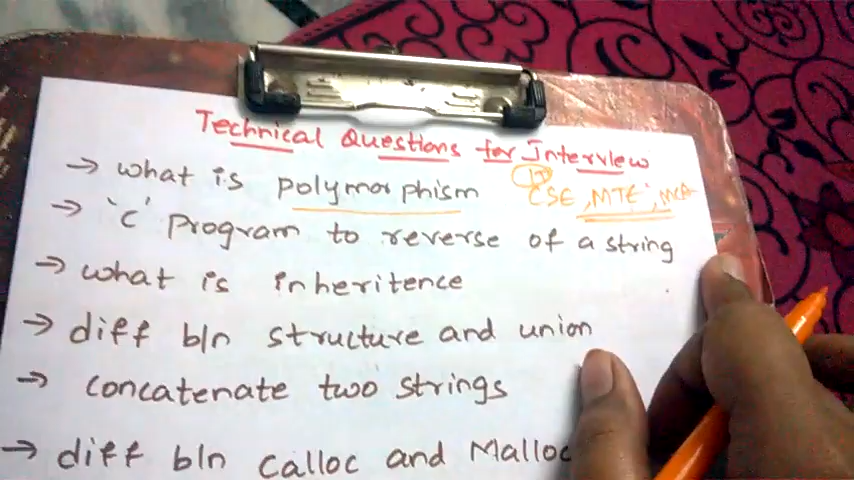 Technical Questions for Interview
→ what is polymorphism
CSE, MTE, MCA
→ 'c' program to reverse of a string
→ what is inheritence
→ diff b/n structure and union
→ concatenate two strings
→ diff b/n calloc and Malloc